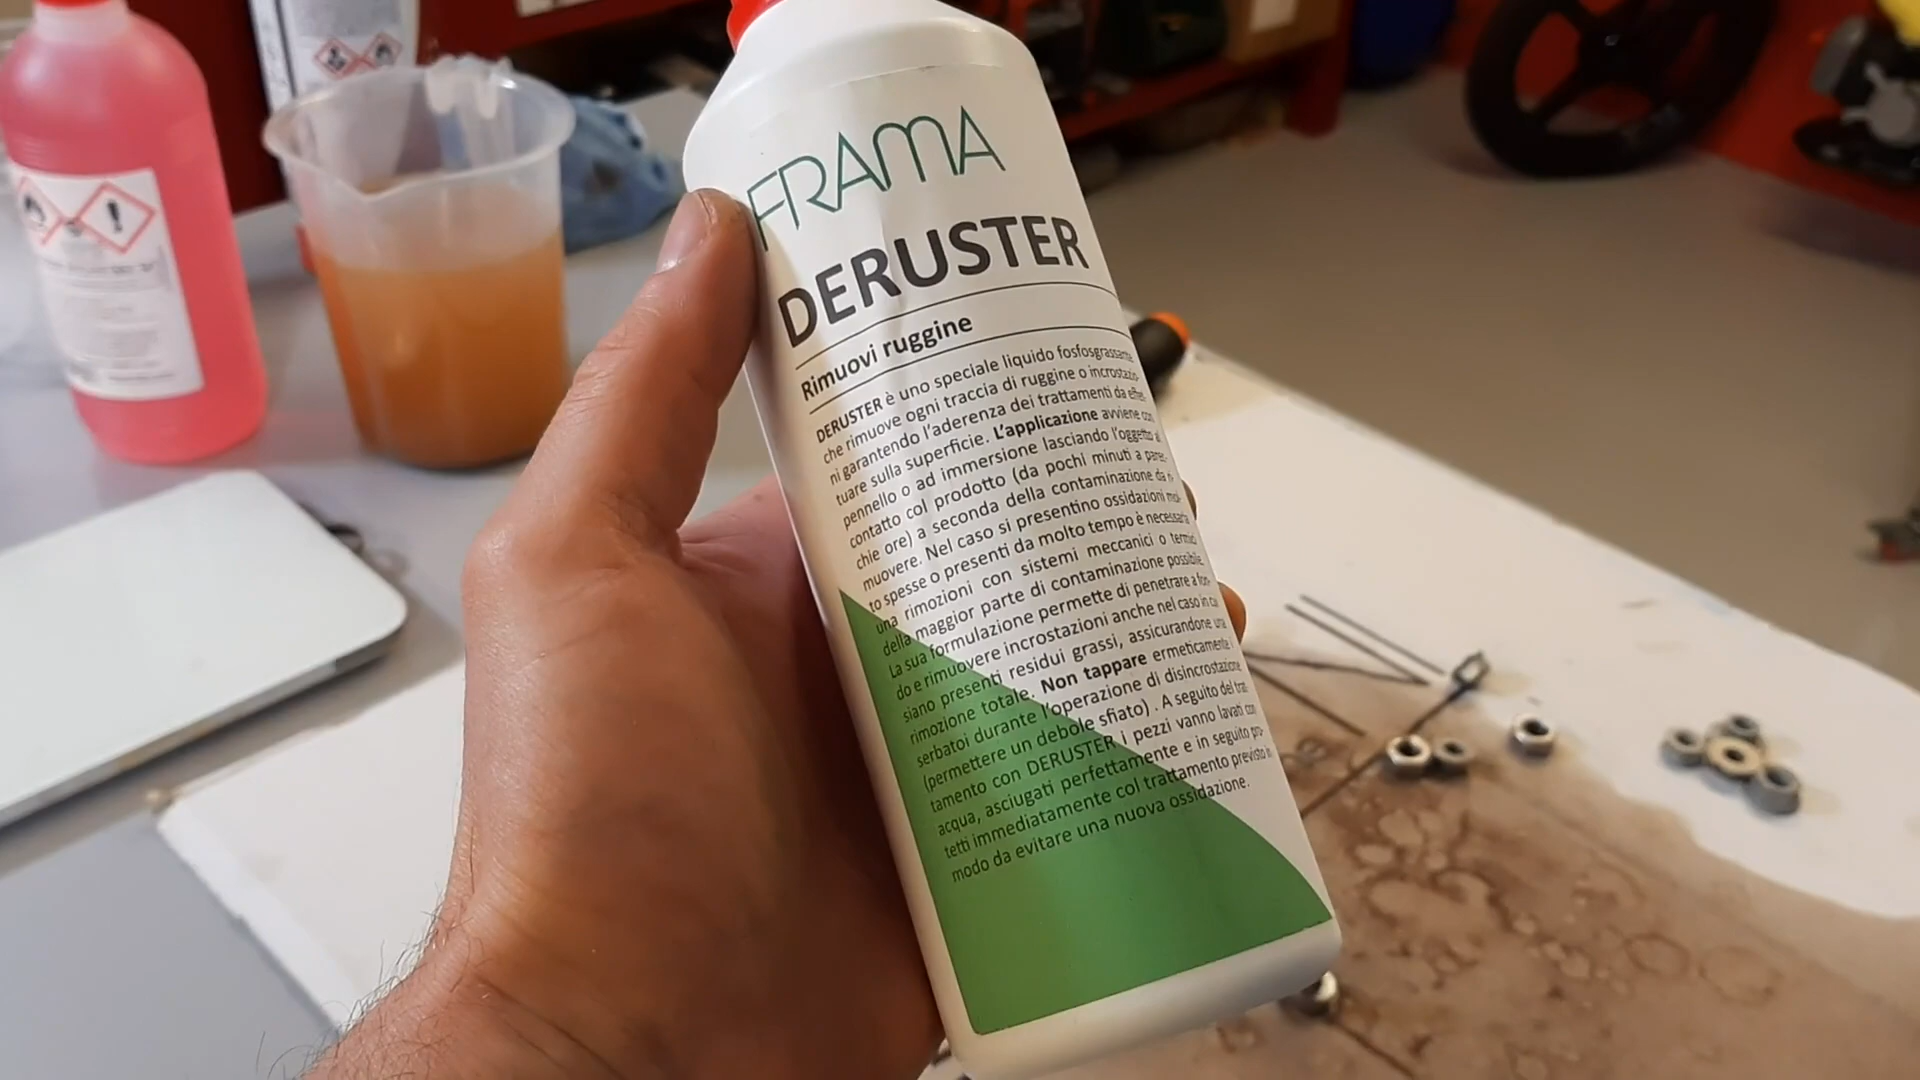 FRAMA
DERUSTER
Rimuovi ruggine
DERUSTER è uno speciale liquido fosfosgrassante
che rimuove ogni traccia di ruggine o incrostazio-
ni garantendo l'aderenza dei trattamenti da effet-
tuare sulla superficie. L'applicazione avviene con
pennello o ad immersione lasciando l'oggetto a
contatto col prodotto (da pochi minuti a parec-
chie ore) a seconda della contaminazione da ri-
muovere. Nel caso si presentino ossidazioni mol-
to spesse o presenti da molto tempo è necessaria
una rimozioni con sistemi meccanici o termici
della maggior parte di contaminazione possibile.
La sua formulazione permette di penetrare a fon-
do e rimuovere incrostazioni anche nel caso in cui
siano presenti residui grassi, assicurandone una
rimozione totale. Non tappare ermeticamente i
serbatoi durante l'operazione di disincrostazione
(permettere un debole sfiato) . A seguito del trat-
tamento con DERUSTER i pezzi vanno lavati con
acqua, asciugati perfettamente e in seguito pro-
tetti immediatamente col trattamento previsto in
modo da evitare una nuova ossidazione.